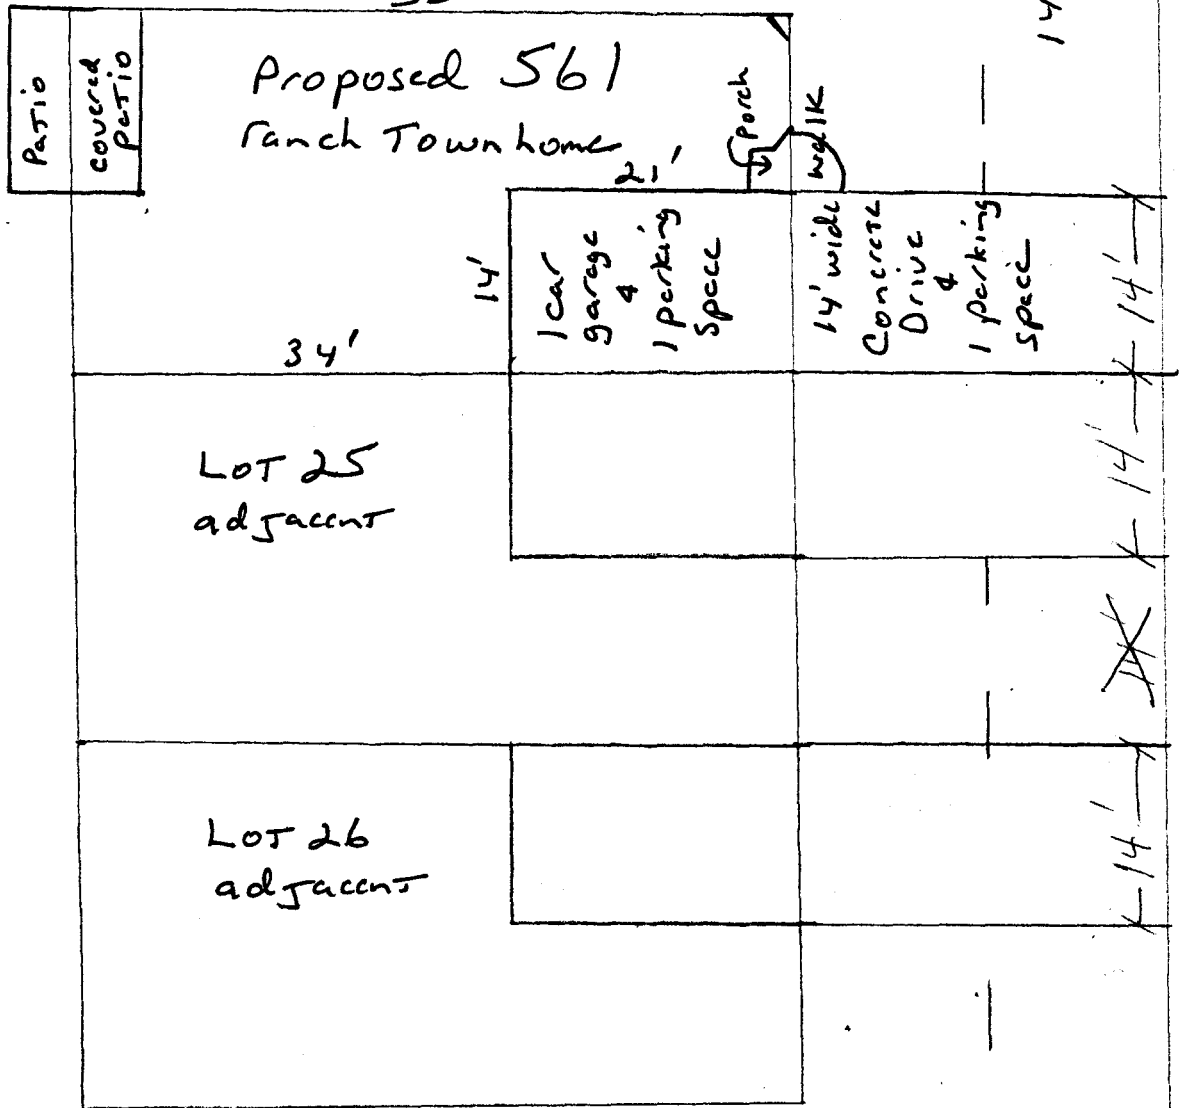 14
Proposed 561
ranch Townhome
Patio
covered
patio
Porch
walk
21'
14'
34'
1 car
garage
&
1 parking
space
14' wide
Concrete
Drive
&
1 parking
space
14'
14'
Lot 25
adjacent
Lot 26
adjacent
14'